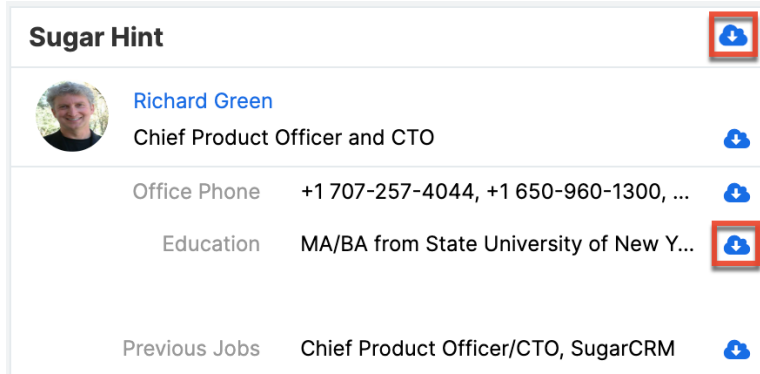 Sugar Hint
Richard Green
Chief Product Officer and CTO
Office Phone +1 707-257-4044, +1 650-960-1300, ...
Education MA/BA from State University of New Y...
Previous Jobs Chief Product Officer/CTO, SugarCRM